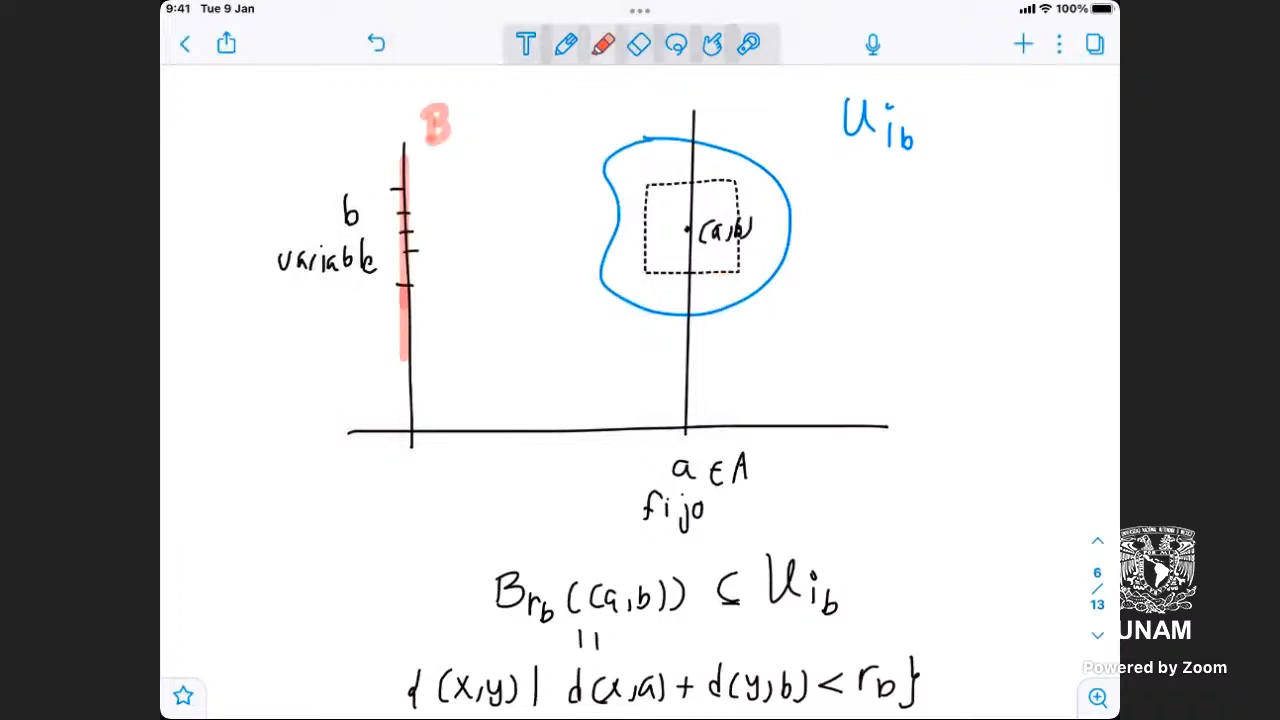 9:41 Tue 9 Jan
100%
B
U_{i_b}
b
variable
(a,b)
a ∈ A
fijo
B_{r_b}((a,b)) ⊆ U_{i_b}
||
{(x,y) | d(x,a) + d(y,b) < r_b}
6
/
13
UNAM
Powered by Zoom